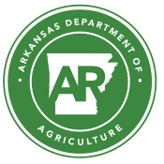 • ARKANSAS DEPARTMENT OF •
AR
AGRICULTURE